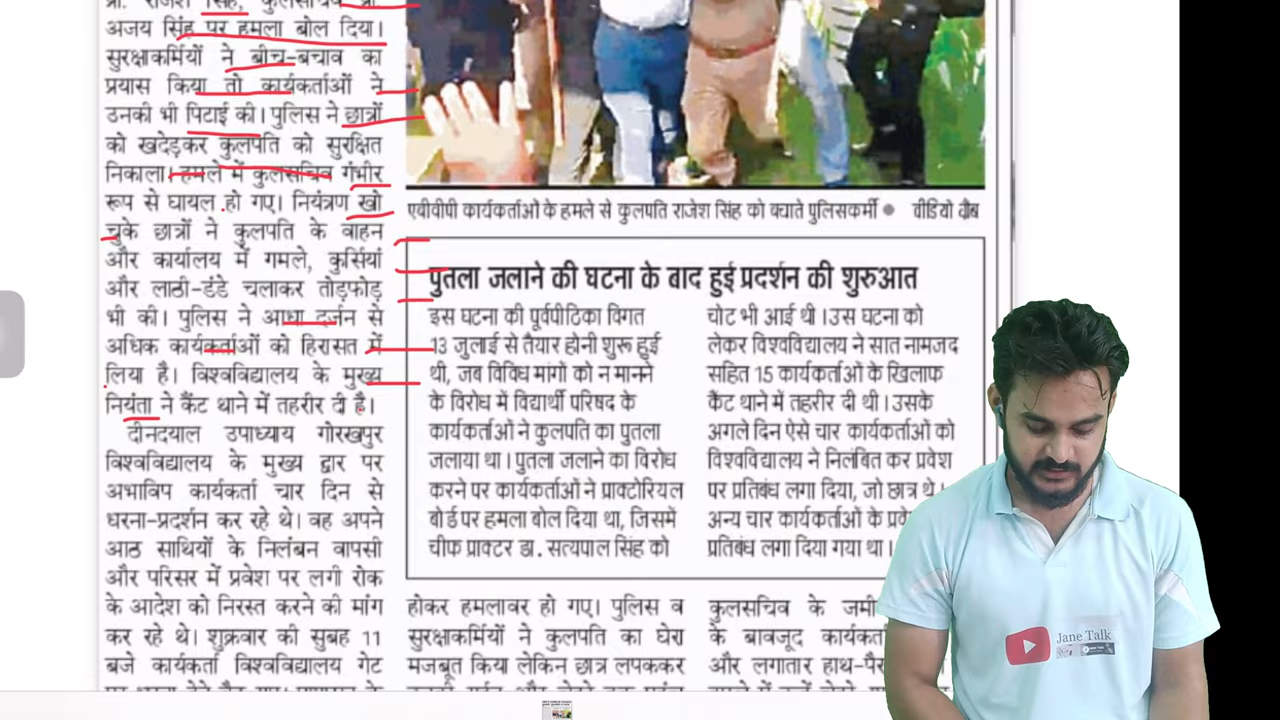 प्रो. राजेश सिंह, कुलसचिव प्रो.
अजय सिंह पर हमला बोल दिया।
सुरक्षाकर्मियों ने बीच-बचाव का
प्रयास किया तो कार्यकर्ताओं ने
उनकी भी पिटाई की। पुलिस ने छात्रों
को खदेड़कर कुलपति को सुरक्षित
निकाला। हमले में कुलसचिव गंभीर
रूप से घायल हो गए। नियंत्रण खो
चुके छात्रों ने कुलपति के वाहन
और कार्यालय में गमले, कुर्सियां
और लाठी-डंडे चलाकर तोड़फोड़
भी की। पुलिस ने आधा दर्जन से
अधिक कार्यकर्ताओं को हिरासत में
लिया है। विश्वविद्यालय के मुख्य
नियंता ने कैंट थाने में तहरीर दी है।
दीनदयाल उपाध्याय गोरखपुर
विश्वविद्यालय के मुख्य द्वार पर
अभाविप कार्यकर्ता चार दिन से
धरना-प्रदर्शन कर रहे थे। वह अपने
आठ साथियों के निलंबन वापसी
और परिसर में प्रवेश पर लगी रोक
के आदेश को निरस्त करने की मांग
कर रहे थे। शुक्रवार की सुबह 11
बजे कार्यकर्ता विश्वविद्यालय गेट
एबीवीपी कार्यकर्ताओं के हमले से कुलपति राजेश सिंह को बचाते पुलिसकर्मी ● वीडियो ग्रैब
पुतला जलाने की घटना के बाद हुई प्रदर्शन की शुरुआत
इस घटना की पूर्वपीठिका विगत
13 जुलाई से तैयार होनी शुरू हुई
थी, जब विविध मांगों को न मानने
के विरोध में विद्यार्थी परिषद के
कार्यकर्ताओं ने कुलपति का पुतला
जलाया था। पुतला जलाने का विरोध
करने पर कार्यकर्ताओं ने प्राक्टोरियल
बोर्ड पर हमला बोल दिया था, जिसमें
चीफ प्राक्टर डा. सत्यपाल सिंह को
चोट भी आई थी।उस घटना को
लेकर विश्वविद्यालय ने सात नामजद
सहित 15 कार्यकर्ताओं के खिलाफ
कैंट थाने में तहरीर दी थी। उसके
अगले दिन ऐसे चार कार्यकर्ताओं को
विश्वविद्यालय ने निलंबित कर प्रवेश
पर प्रतिबंध लगा दिया, जो छात्र थे।
अन्य चार कार्यकर्ताओं के
प्रतिबंध लगा दिया गया था।
होकर हमलावर हो गए। पुलिस व
सुरक्षाकर्मियों ने कुलपति का घेरा
मजबूत किया लेकिन छात्र लपककर
कुलसचिव के
के बावजूद
और लगातार हाथ-पैर
Jane Talk